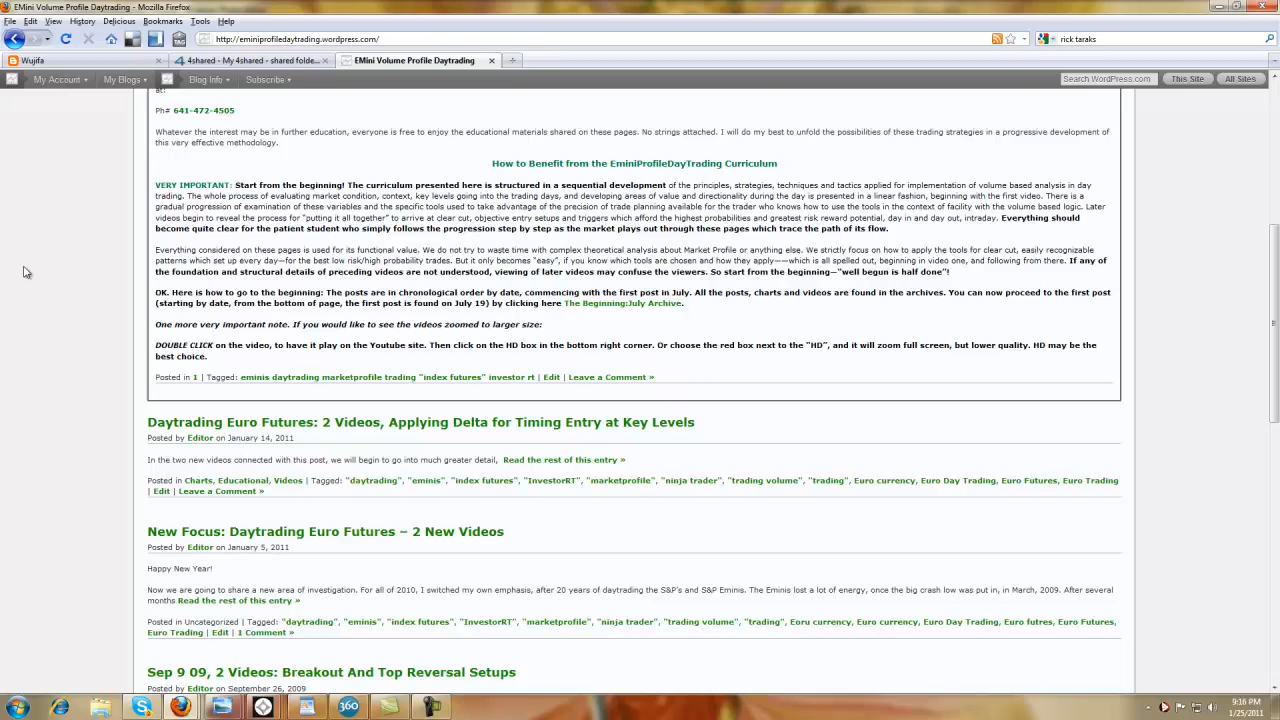 EMini Volume Profile Daytrading - Mozilla Firefox
File Edit View History Delicious Bookmarks Tools Help
http://eminiprofiledaytrading.wordpress.com/
rick taraks
Wujifa
4shared - My 4shared - shared folde...
EMini Volume Profile Daytrading
My Account
My Blogs
Blog Info
Subscribe
Search WordPress.com
This Site
All Sites
at:
Ph# 641-472-4505
Whatever the interest may be in further education, everyone is free to enjoy the educational materials shared on these pages. No strings attached. I will do my best to unfold the possibilities of these trading strategies in a progressive development of
this very effective methodology.
How to Benefit from the EminiProfileDayTrading Curriculum
VERY IMPORTANT: Start from the beginning! The curriculum presented here is structured in a sequential development of the principles, strategies, techniques and tactics applied for implementation of volume based analysis in day
trading. The whole process of evaluating market condition, context, key levels going into the trading days, and developing areas of value and directionality during the day is presented in a linear fashion, beginning with the first video. There is a
gradual progression of examination of these variables and the specific tools used to take advantage of the precision of trade planning available for the trader who knows how to use the tools in the context of facility with the volume based logic. Later
videos begin to reveal the process for "putting it all together" to arrive at clear cut, objective entry setups and triggers which afford the highest probabilities and greatest risk reward potential, day in and day out, intraday. Everything should
become quite clear for the patient student who simply follows the progression step by step as the market plays out through these pages which trace the path of its flow.
Everything considered on these pages is used for its functional value. We do not try to waste time with complex theoretical analysis about Market Profile or anything else. We strictly focus on how to apply the tools for clear cut, easily recognizable
patterns which set up every day—for the best low risk/high probability trades. But it only becomes "easy", if you know which tools are chosen and how they apply——which is all spelled out, beginning in video one, and following from there. If any of
the foundation and structural details of preceding videos are not understood, viewing of later videos may confuse the viewers. So start from the beginning—"well begun is half done"!
OK. Here is how to go to the beginning: The posts are in chronological order by date, commencing with the first post in July. All the posts, charts and videos are found in the archives. You can now proceed to the first post
(starting by date, from the bottom of page, the first post is found on July 19) by clicking here The Beginning:July Archive.
One more very important note. If you would like to see the videos zoomed to larger size:
DOUBLE CLICK on the video, to have it play on the Youtube site. Then click on the HD box in the bottom right corner. Or choose the red box next to the "HD", and it will zoom full screen, but lower quality. HD may be the
best choice.
Posted in 1 | Tagged: eminis daytrading marketprofile trading "index futures" investor rt | Edit | Leave a Comment »
Daytrading Euro Futures: 2 Videos, Applying Delta for Timing Entry at Key Levels
Posted by Editor on January 14, 2011
In the two new videos connected with this post, we will begin to go into much greater detail, Read the rest of this entry »
Posted in Charts, Educational, Videos | Tagged: "daytrading", "eminis", "index futures", "InvestorRT", "marketprofile", "ninja trader", "trading volume", "trading", Euro currency, Euro Day Trading, Euro Futures, Euro Trading
| Edit | Leave a Comment »
New Focus: Daytrading Euro Futures – 2 New Videos
Posted by Editor on January 5, 2011
Happy New Year!
Now we are going to share a new area of investigation. For all of 2010, I switched my own emphasis, after 20 years of daytrading the S&P's and S&P Eminis. The Eminis lost a lot of energy, once the big crash low was put in, in March, 2009. After several
months Read the rest of this entry »
Posted in Uncategorized | Tagged: "daytrading", "eminis", "index futures", "InvestorRT", "marketprofile", "ninja trader", "trading volume", "trading", Eoru currency, Euro currency, Euro Day Trading, Euro futres, Euro Futures,
Euro Trading | Edit | 1 Comment »
Sep 9 09, 2 Videos: Breakout And Top Reversal Setups
Posted by Editor on September 26, 2009
360
9:16 PM
1/25/2011